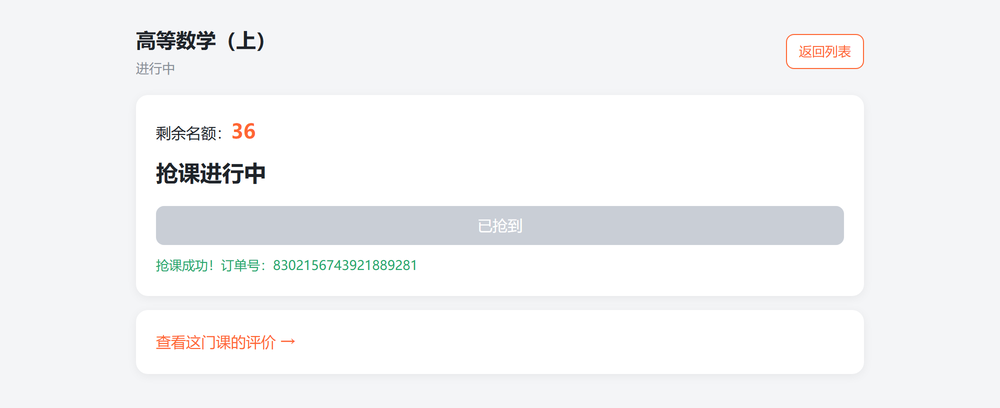 高等数学（上）
进行中
返回列表
剩余名额：36
抢课进行中
已抢到
抢课成功！订单号：8302156743921889281
查看这门课的评价 →